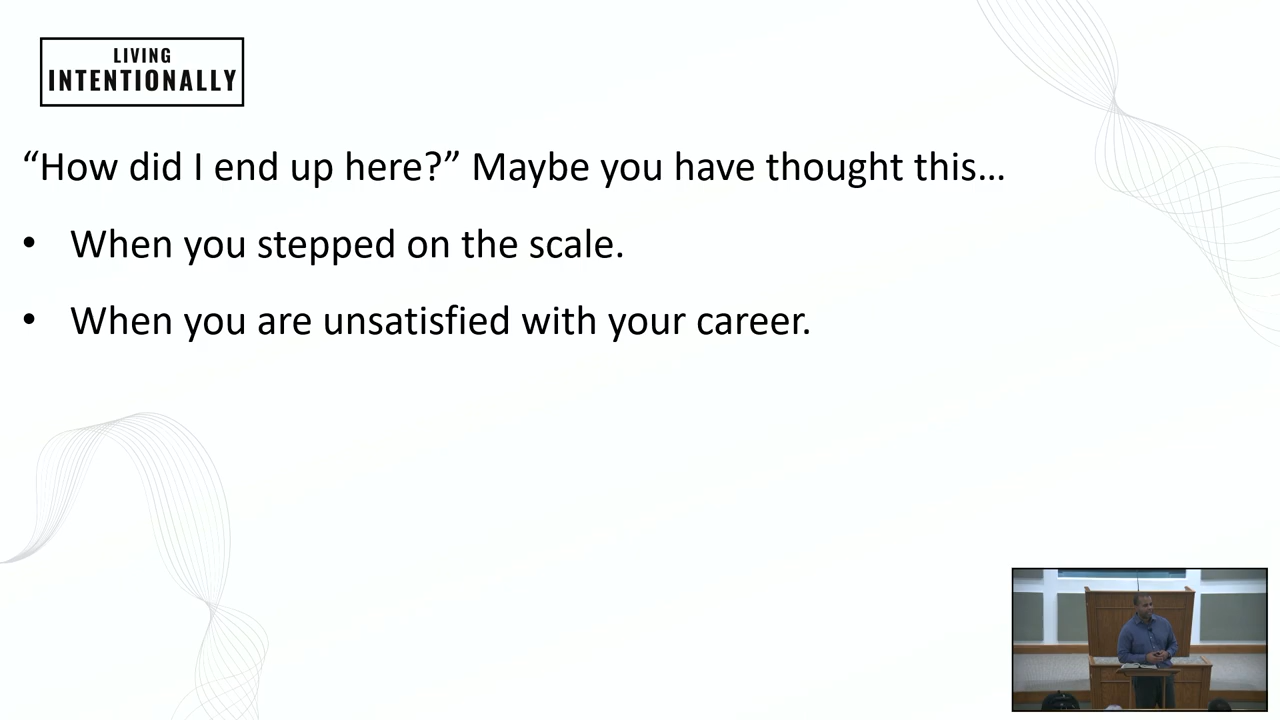 LIVING
INTENTIONALLY
“How did I end up here?” Maybe you have thought this…
• When you stepped on the scale.
• When you are unsatisfied with your career.